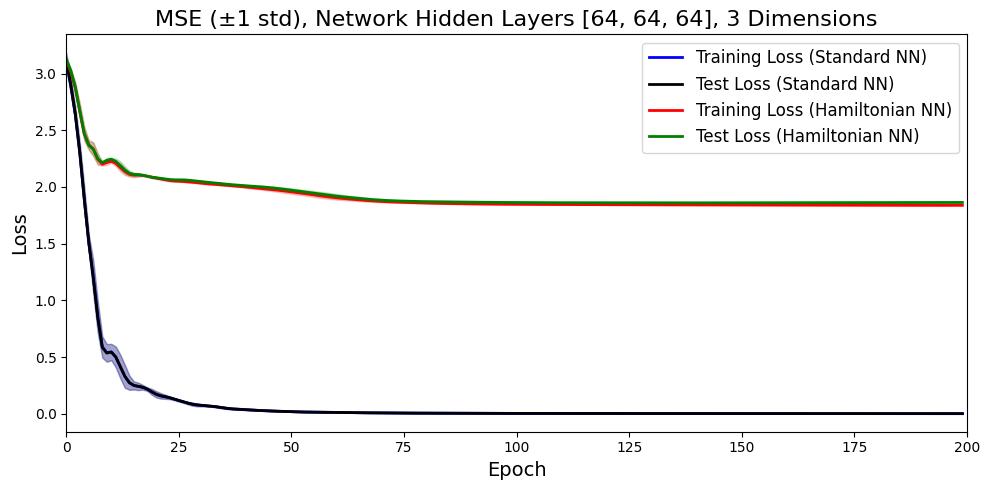 MSE (±1 std), Network Hidden Layers [64, 64, 64], 3 Dimensions
Training Loss (Standard NN)
Test Loss (Standard NN)
Training Loss (Hamiltonian NN)
Test Loss (Hamiltonian NN)
Loss
3.0
2.5
2.0
1.5
1.0
0.5
0.0
0 25 50 75 100 125 150 175 200
Epoch